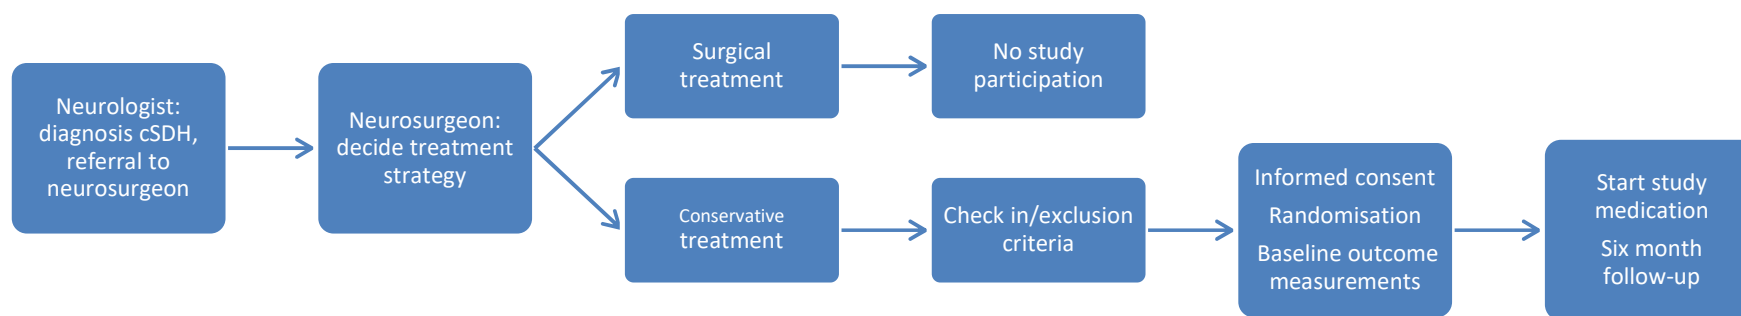 Neurologist:
diagnosis cSDH,
referral to
neurosurgeon
Neurosurgeon:
decide treatment
strategy
Surgical
treatment
No study
participation
Conservative
treatment
Check in/exclusion
criteria
Informed consent
Randomisation
Baseline outcome
measurements
Start study
medication
Six month
follow-up